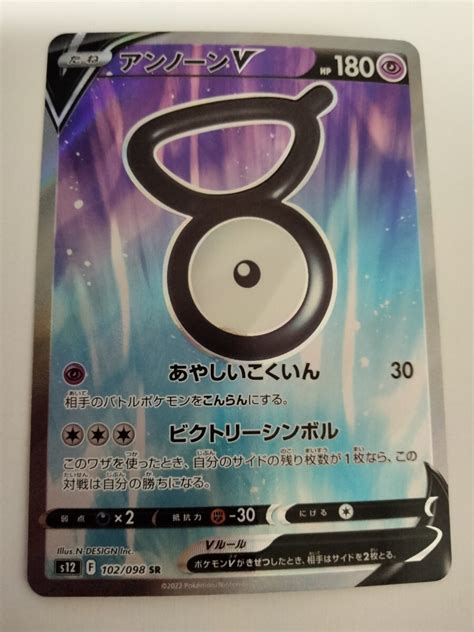 たね アンノーンV HP 180
あやしいこくいん 30
相手のバトルポケモンをこんらんにする。
ビクトリーシンボル
このワザを使ったとき、自分のサイドの残り枚数が1枚なら、この
対戦は自分の勝ちになる。
弱点 ×2 抵抗力 -30 にげる
Illus. N-DESIGN Inc.
Vルール
s12 F 102/098 SR
ポケモンVがきぜつしたとき、相手はサイドを2枚とる。